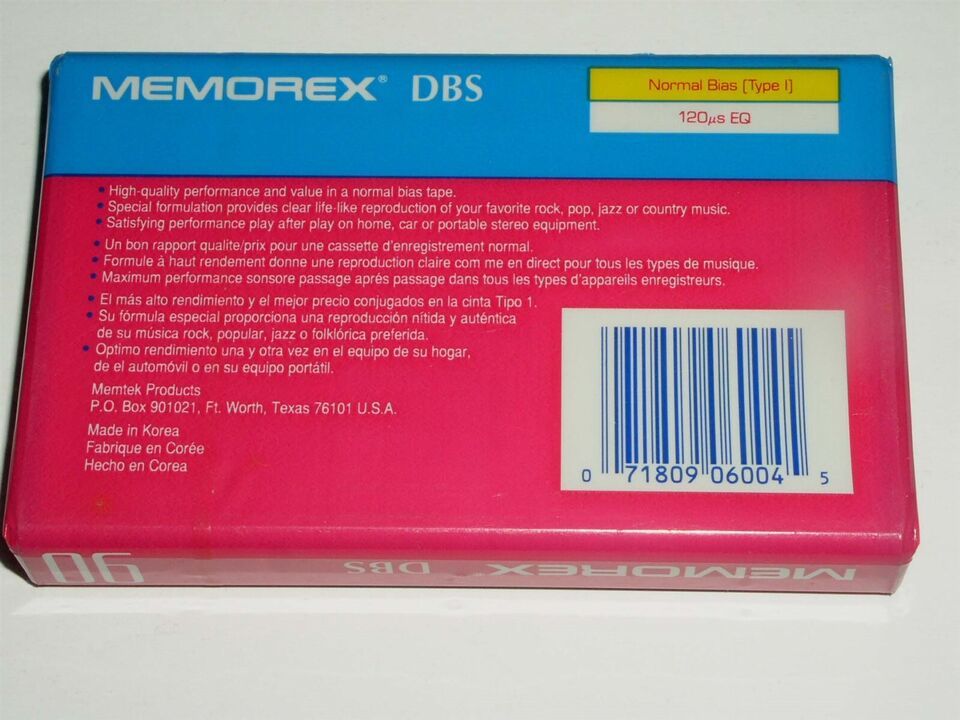 MEMOREX® DBS
Normal Bias [Type I]
120µs EQ
• High-quality performance and value in a normal bias tape.
• Special formulation provides clear life-like reproduction of your favorite rock, pop, jazz or country music.
• Satisfying performance play after play on home, car or portable stereo equipment.
• Un bon rapport qualite/prix pour une cassette d'enregistrement normal.
• Formule à haut rendement donne une reproduction claire com me en direct pour tous les types de musique.
• Maximum performance sonsore passage aprés passage dans tous les types d'appareils enregistreurs.
• El más alto rendimiento y el mejor precio conjugados en la cinta Tipo 1.
• Su fórmula especial proporciona una reproducción nítida y auténtica
de su música rock, popular, jazz o folklórica preferida.
• Optimo rendimiento una y otra vez en el equipo de su hogar,
de el automóvil o en su equipo portátil.
Memtek Products
P.O. Box 901021, Ft. Worth, Texas 76101 U.S.A.
Made in Korea
Fabrique en Corée
Hecho en Corea
0 71809 06004 5
MEMOREX® DBS 90